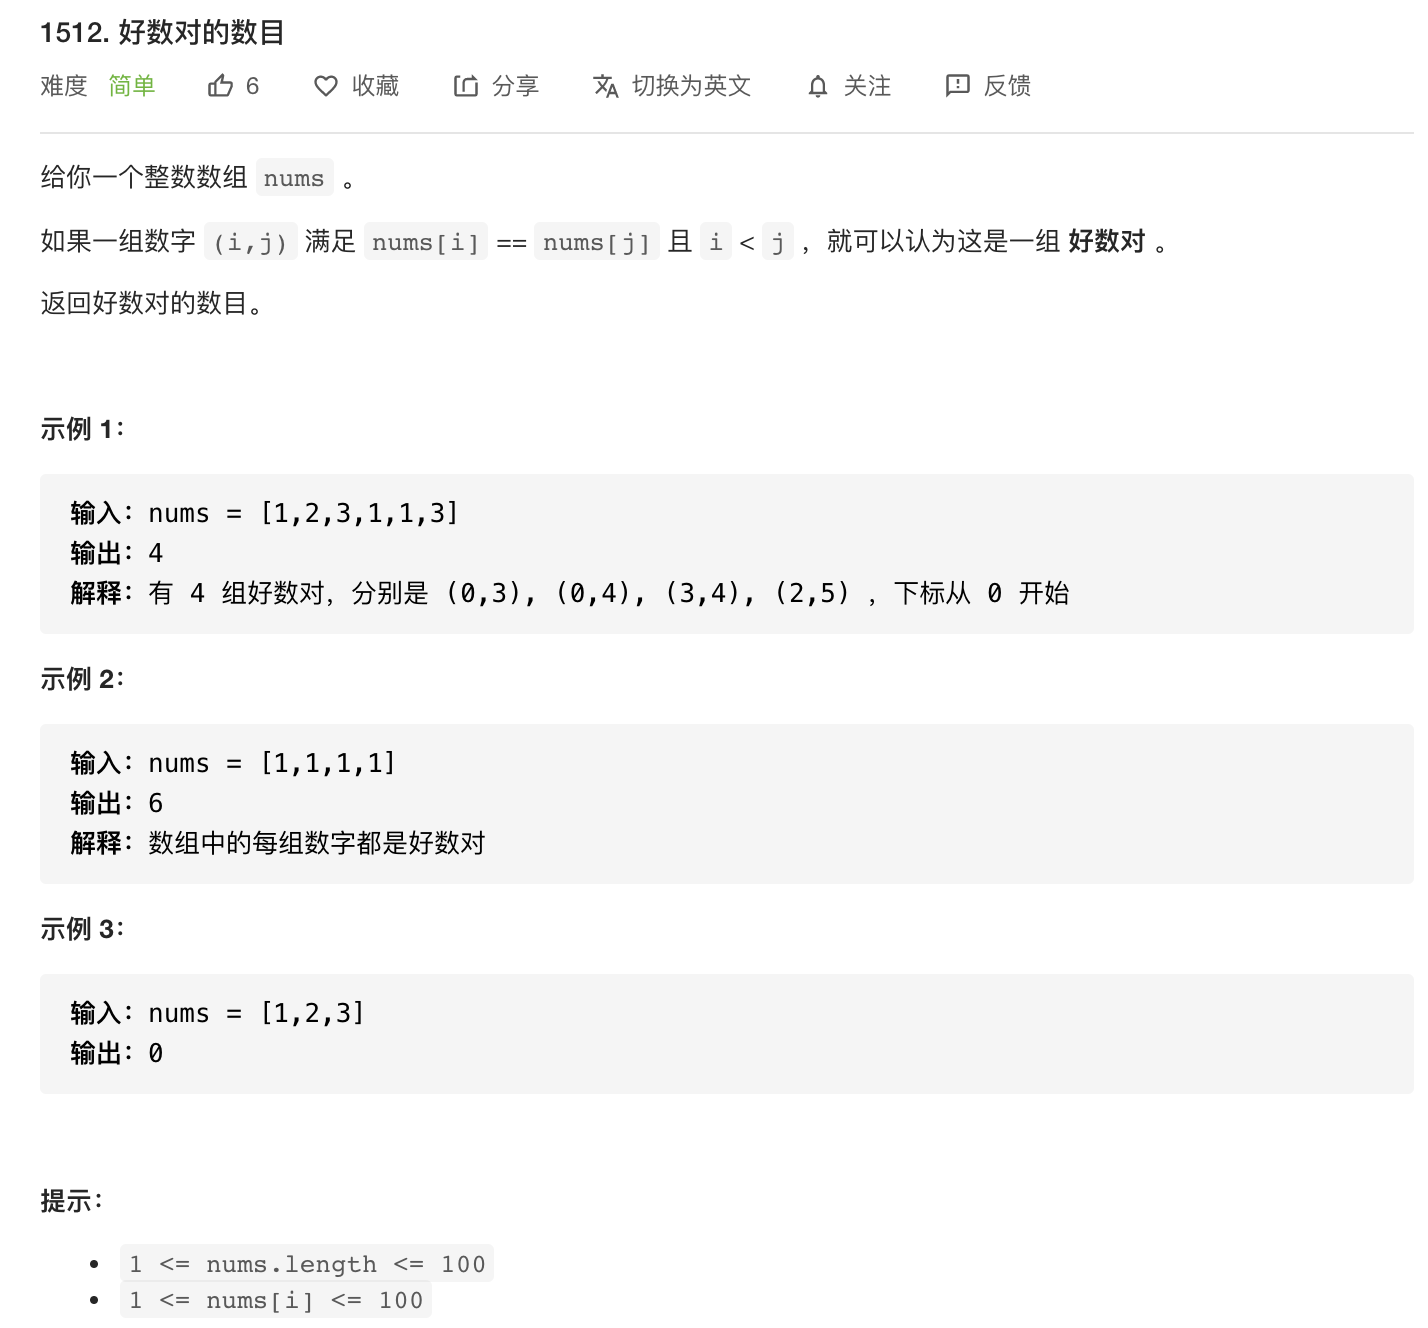 1512. 好数对的数目
难度 简单 6 收藏 分享 切换为英文 关注 反馈
给你一个整数数组 nums 。
如果一组数字 (i,j) 满足 nums[i] == nums[j] 且 i < j ，就可以认为这是一组 好数对 。
返回好数对的数目。
示例 1：
输入：nums = [1,2,3,1,1,3]
输出：4
解释：有 4 组好数对，分别是 (0,3), (0,4), (3,4), (2,5) ，下标从 0 开始
示例 2：
输入：nums = [1,1,1,1]
输出：6
解释：数组中的每组数字都是好数对
示例 3：
输入：nums = [1,2,3]
输出：0
提示：
• 1 <= nums.length <= 100
• 1 <= nums[i] <= 100